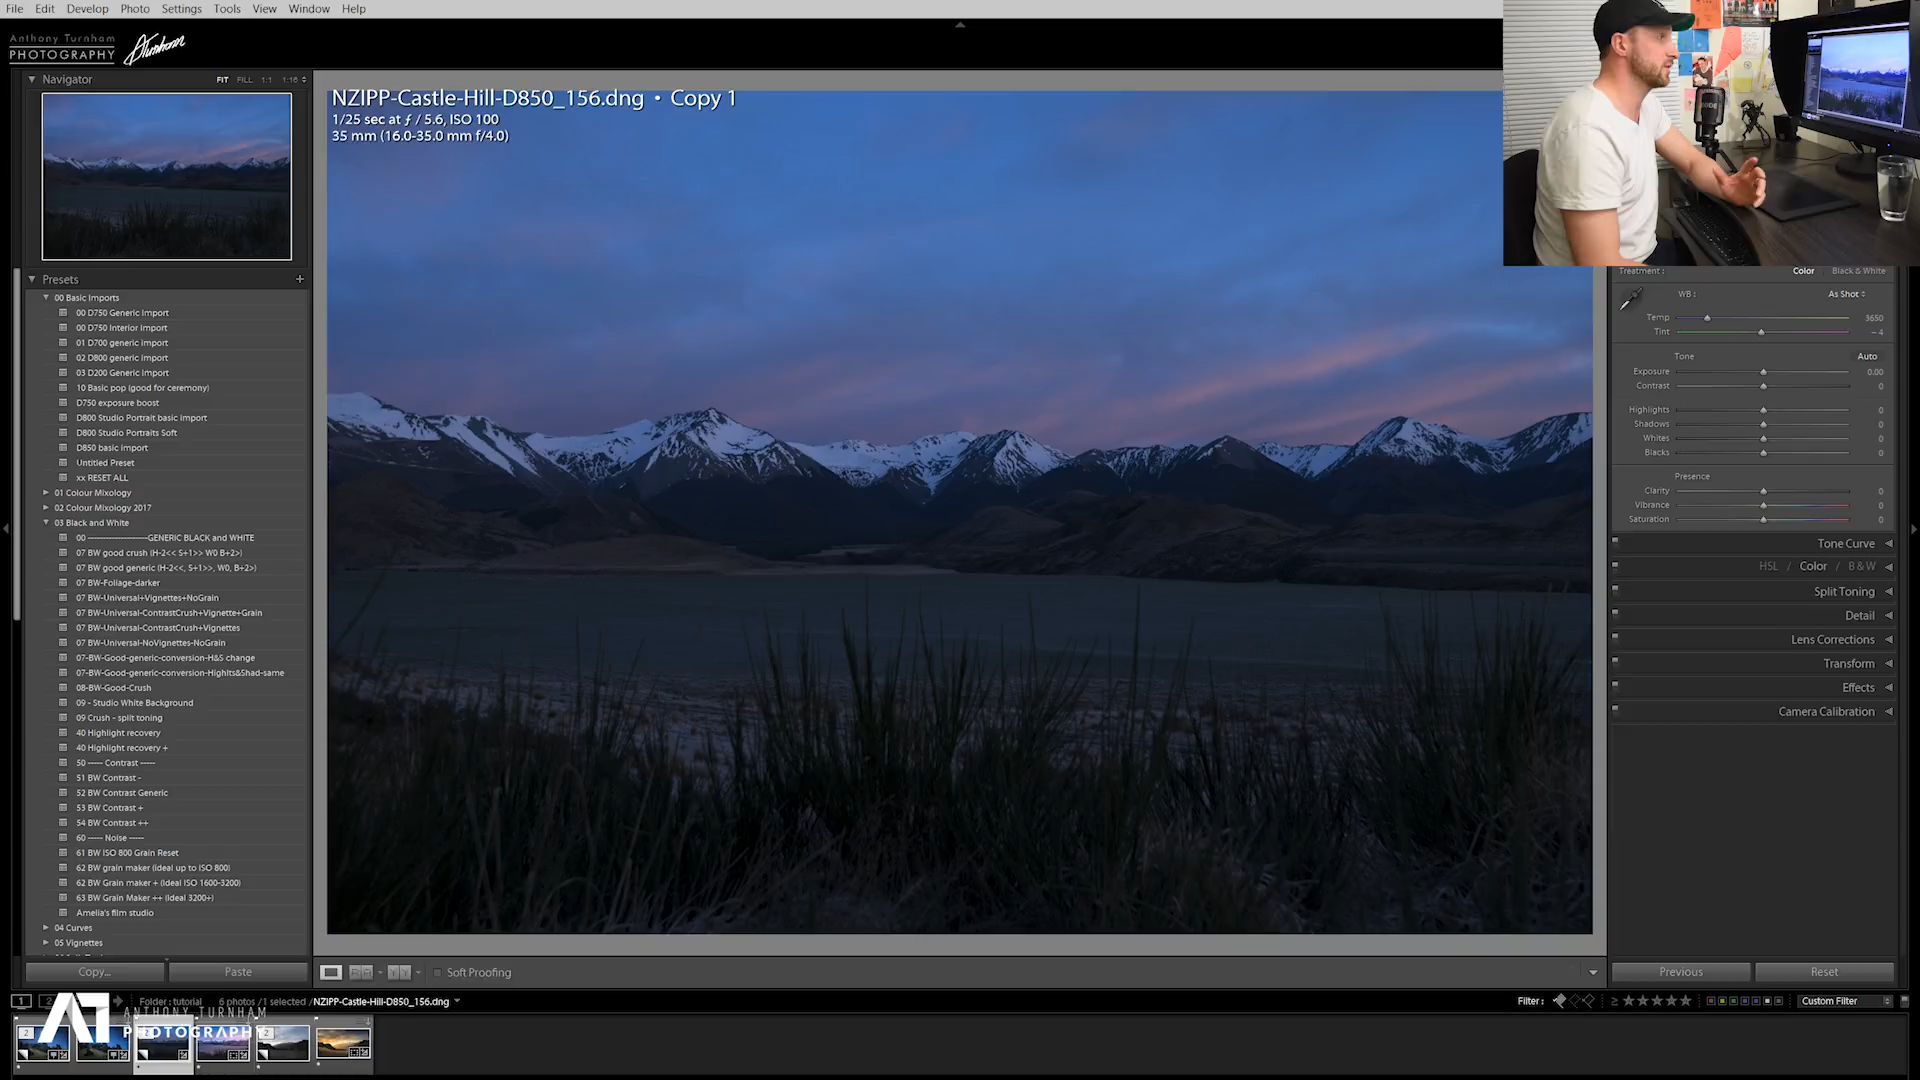 File Edit Develop Photo Settings Tools View Window Help
Anthony Turnham
PHOTOGRAPHY
Navigator FIT FILL 1:1 1:16
NZIPP-Castle-Hill-D850_156.dng • Copy 1
1/25 sec at ƒ / 5.6, ISO 100
35 mm (16.0-35.0 mm f/4.0)
Presets +
00 Basic Imports
00 D750 Generic Import
00 D750 Interior Import
01 D700 generic import
02 D800 generic import
03 D200 Generic Import
10 Basic pop (good for ceremony)
D750 exposure boost
D800 Studio Portrait basic import
D800 Studio Portraits Soft
D850 basic import
Untitled Preset
xx RESET ALL
01 Colour Mixology
02 Colour Mixology 2017
03 Black and White
00 ----------------------GENERIC BLACK and WHITE
07 BW good crush (H-2<< S+1>> W0 B+2>)
07 BW good generic (H-2<<, S+1>>, W0, B+2>)
07 BW-Foliage-darker
07 BW-Universal+Vignettes+NoGrain
07 BW-Universal-ContrastCrush+Vignette+Grain
07 BW-Universal-ContrastCrush+Vignettes
07 BW-Universal-NoVignettes-NoGrain
07-BW-Good-generic-conversion-H&S change
07-BW-Good-generic-conversion-Highlts&Shad-same
08-BW-Good-Crush
09 - Studio White Background
09 Crush - split toning
40 Highlight recovery
40 Highlight recovery +
50 ----- Contrast -----
51 BW Contrast -
52 BW Contrast Generic
53 BW Contrast +
54 BW Contrast ++
60 ----- Noise -----
61 BW ISO 800 Grain Reset
62 BW grain maker (ideal up to ISO 800)
62 BW Grain maker + (Ideal ISO 1600-3200)
63 BW Grain Maker ++ (Ideal 3200+)
Amelia's film studio
04 Curves
05 Vignettes
Copy... Paste
Soft Proofing
Treatment : Color Black & White
WB : As Shot
Temp 3650
Tint – 4
Tone Auto
Exposure 0.00
Contrast 0
Highlights 0
Shadows 0
Whites 0
Blacks 0
Presence
Clarity 0
Vibrance 0
Saturation 0
Tone Curve
HSL / Color / B & W
Split Toning
Detail
Lens Corrections
Transform
Effects
Camera Calibration
Previous Reset
1 2 Folder : tutorial 6 photos /1 selected /NZIPP-Castle-Hill-D850_156.dng
Filter : Custom Filter
AT ANTHONY TURNHAM
PHOTOGRAPHY